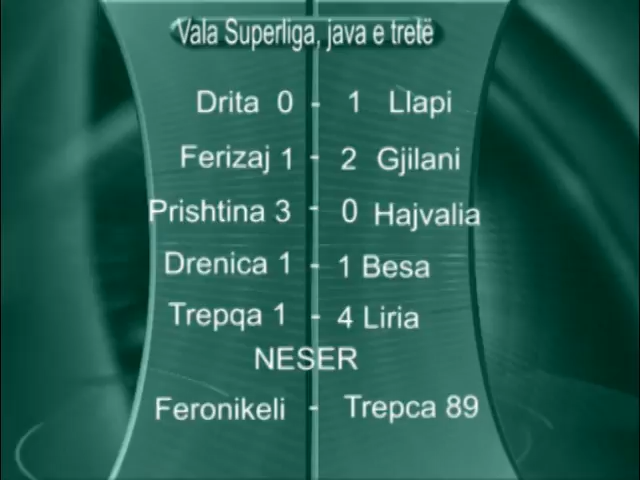 Vala Superliga, java e tretë
Drita 0 - 1 Llapi
Ferizaj 1 - 2 Gjilani
Prishtina 3 - 0 Hajvalia
Drenica 1 - 1 Besa
Trepqa 1 - 4 Liria
NESER
Feronikeli - Trepca 89